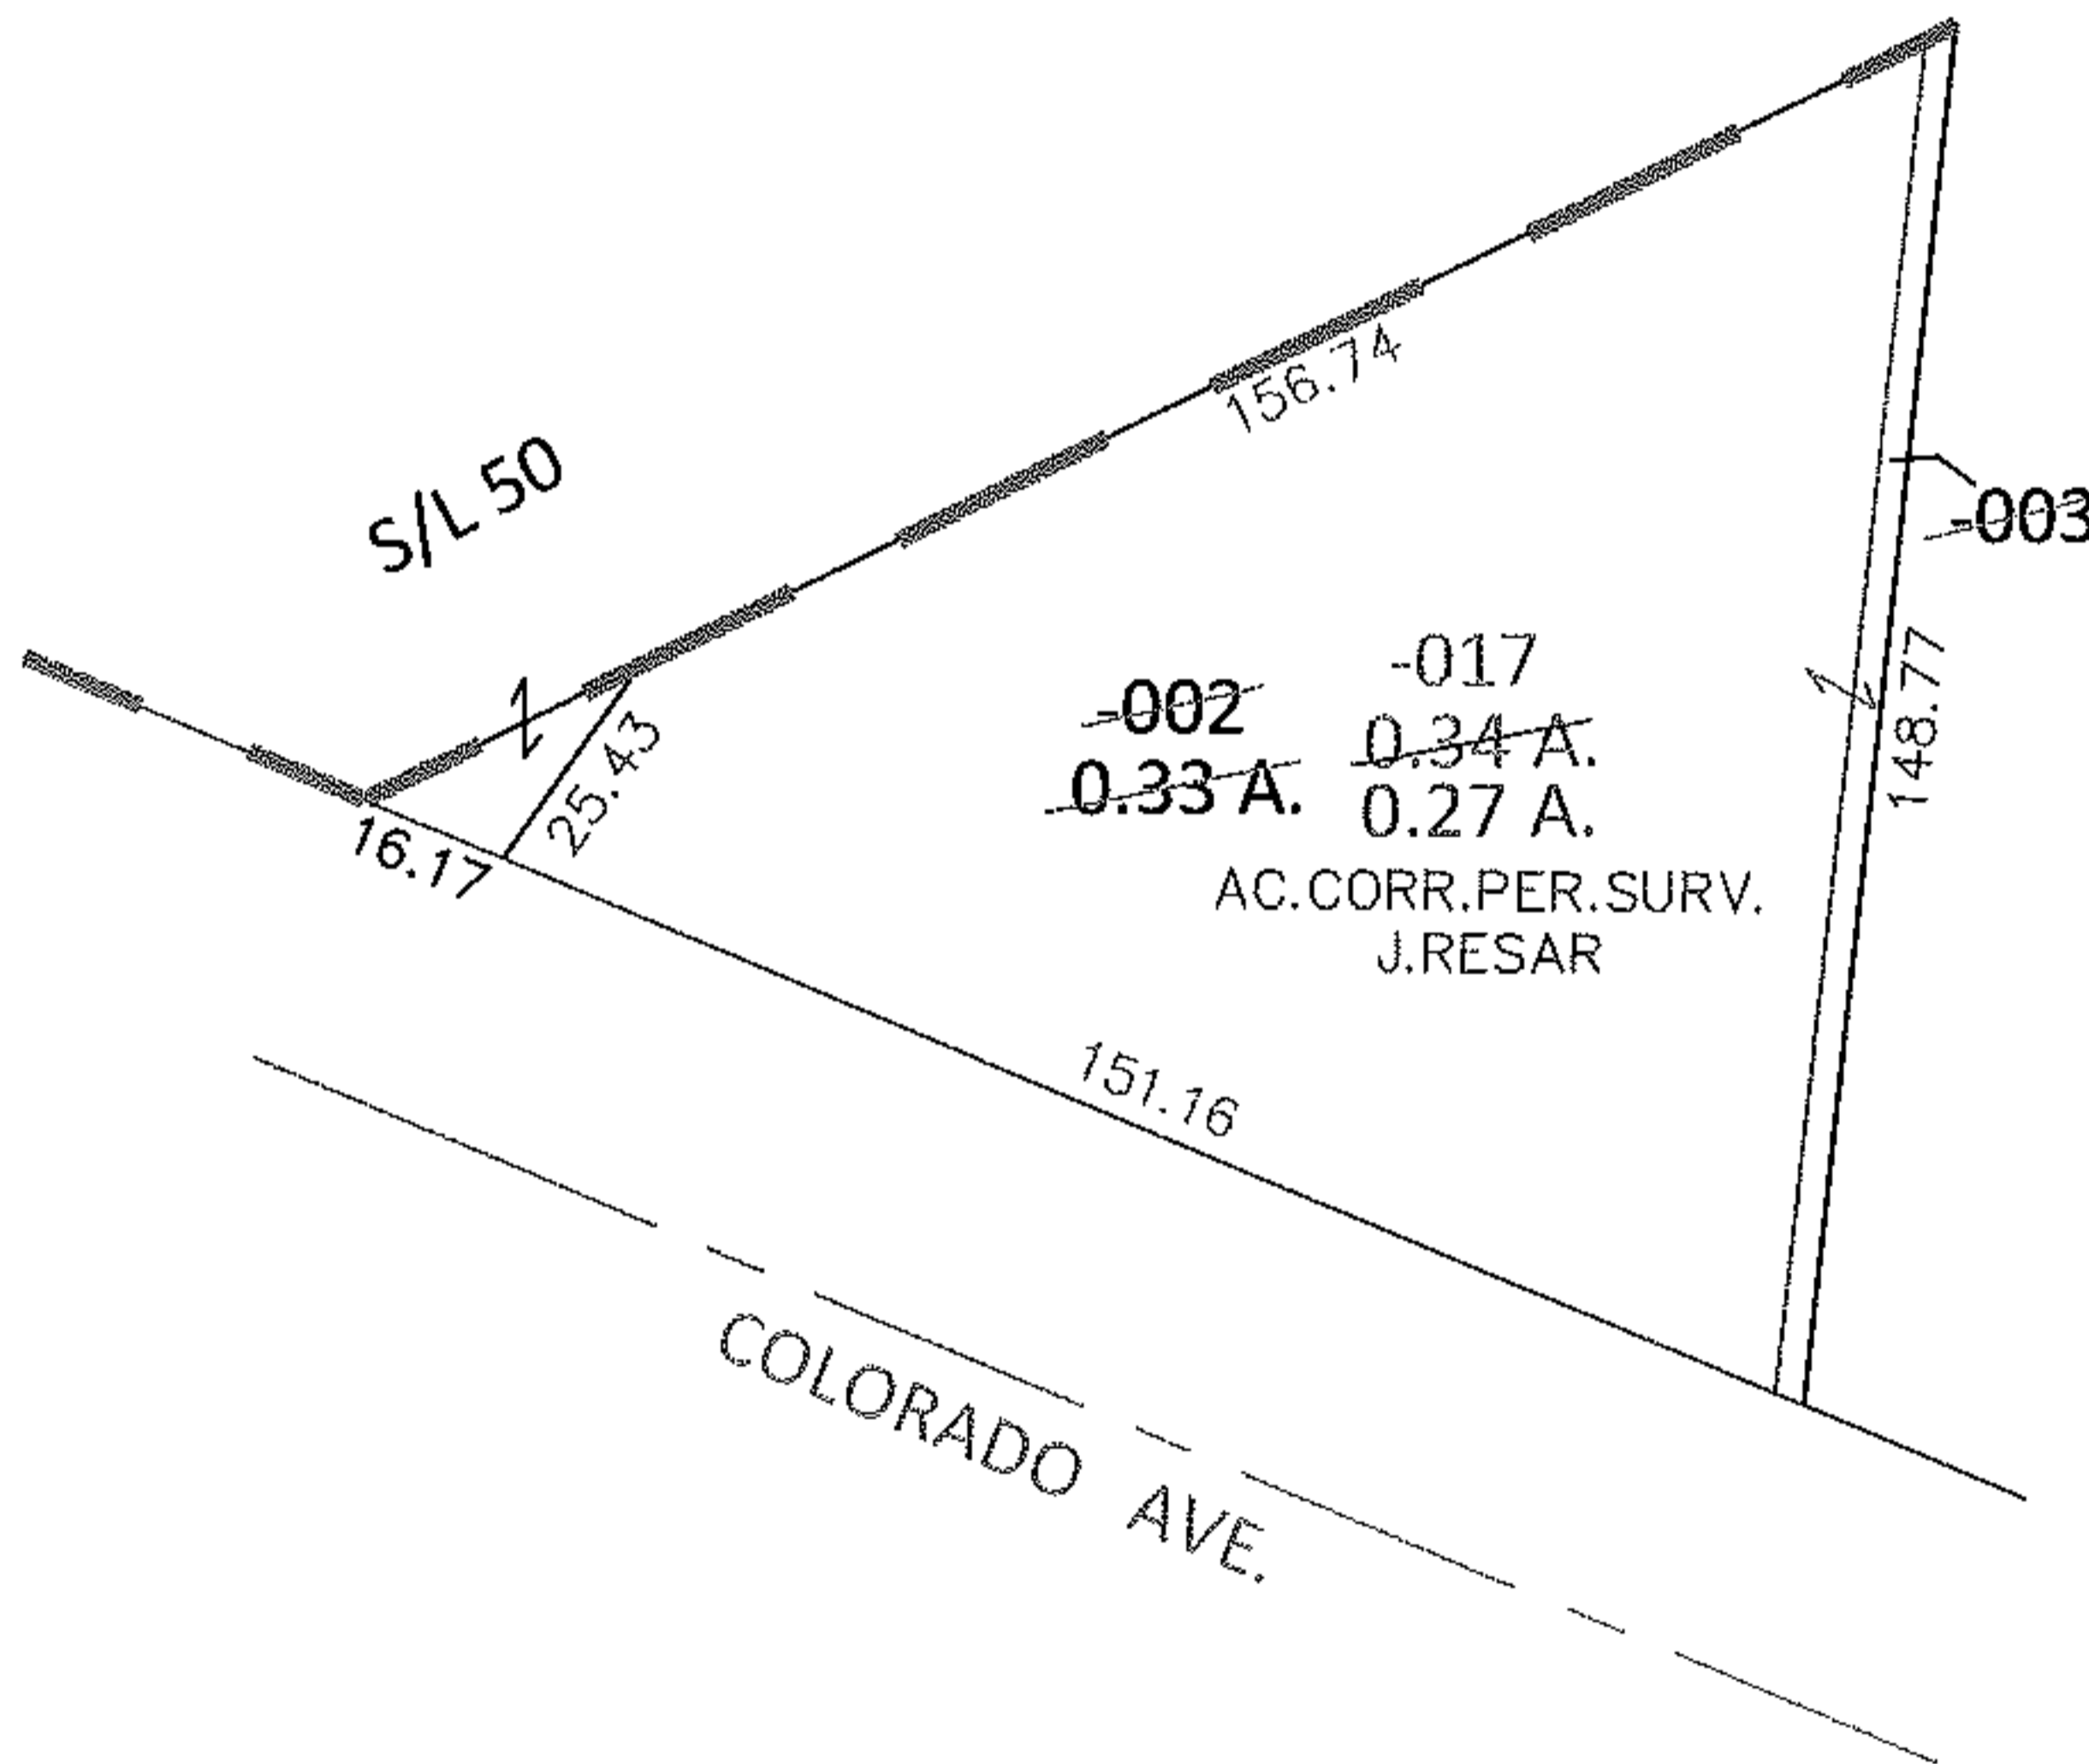 156.74
S/L 50
-003
-017
-002
0.34 A.
0.33 A.
0.27 A.
148.77
25.43
16.17
AC.CORR.PER.SURV.
J.RESAR
151.16
COLORADO AVE.